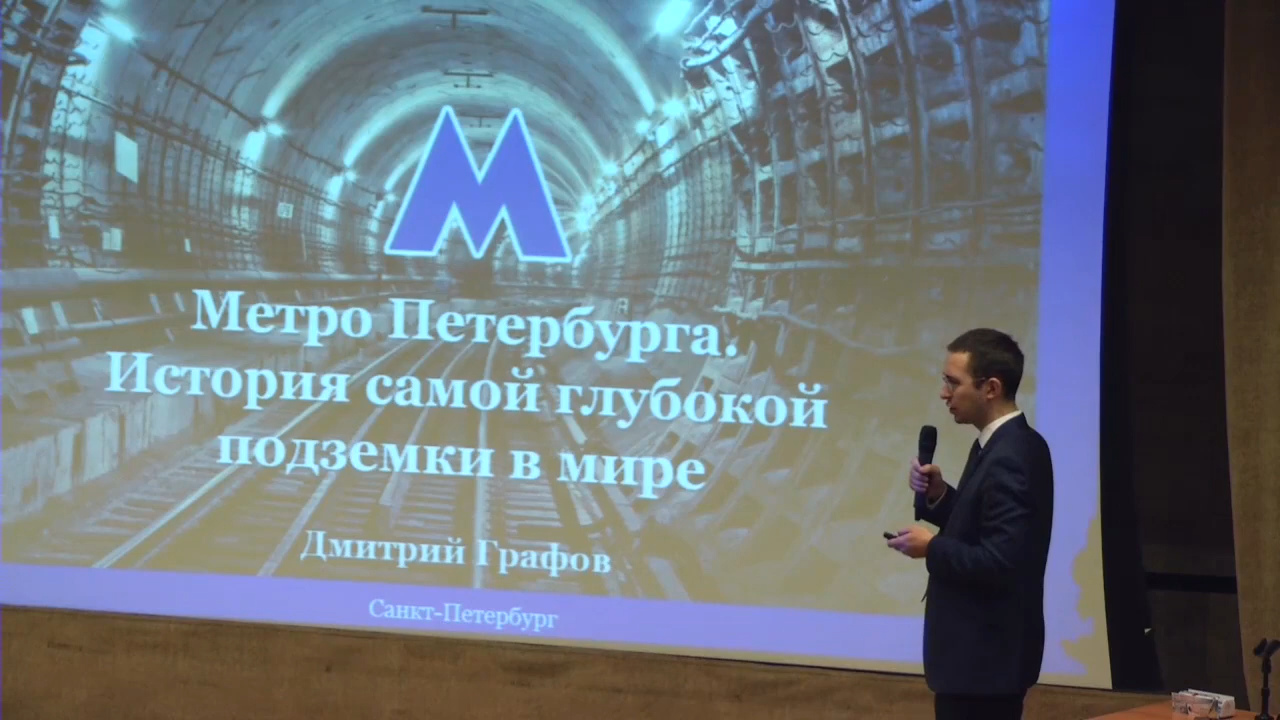 М
Метро Петербурга.
История самой глубокой
подземки в мире
Дмитрий Графов
Санкт-Петербург